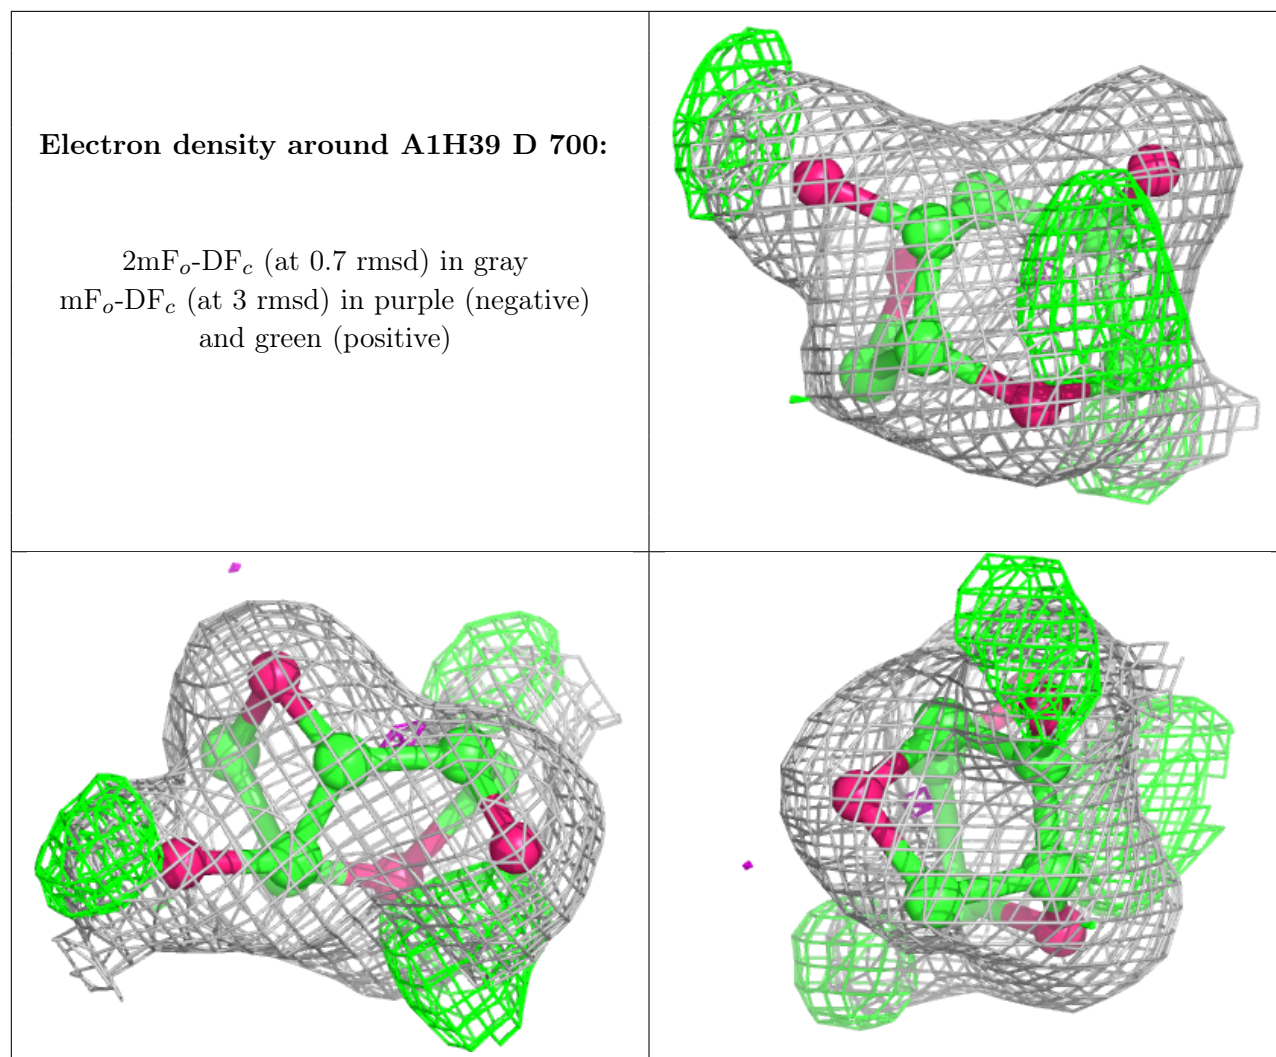 Electron density around A1H39 D 700:
2mFo-DFc (at 0.7 rmsd) in gray
mFo-DFc (at 3 rmsd) in purple (negative)
and green (positive)